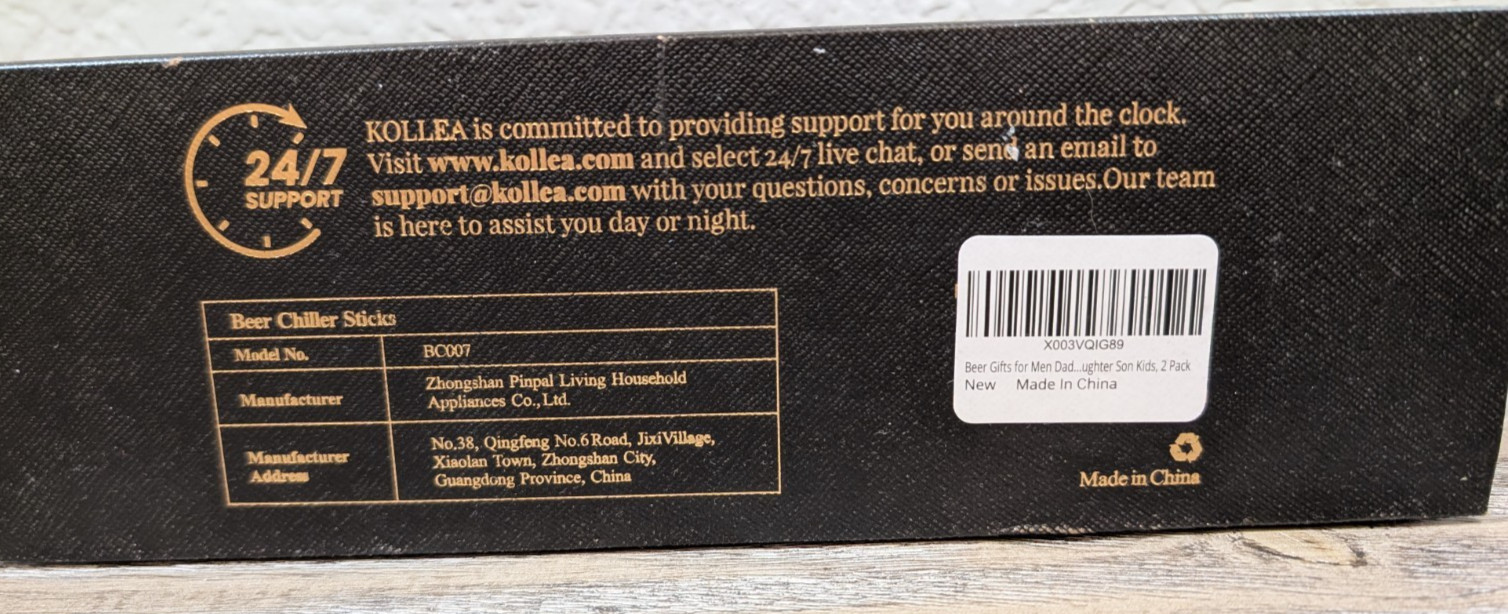 24/7
SUPPORT
KOLLEA is committed to providing support for you around the clock.
Visit www.kollea.com and select 24/7 live chat, or send an email to
support@kollea.com with your questions, concerns or issues.Our team
is here to assist you day or night.
Beer Chiller Sticks
Model No. BC007
Manufacturer
Zhongshan Pinpal Living Household
Appliances Co.,Ltd.
Manufacturer
Address
No.38, Qingfeng No.6 Road, JixiVillage,
Xiaolan Town, Zhongshan City,
Guangdong Province, China
X003VQIG89
Beer Gifts for Men Dad...ughter Son Kids, 2 Pack
New Made In China
Made in China